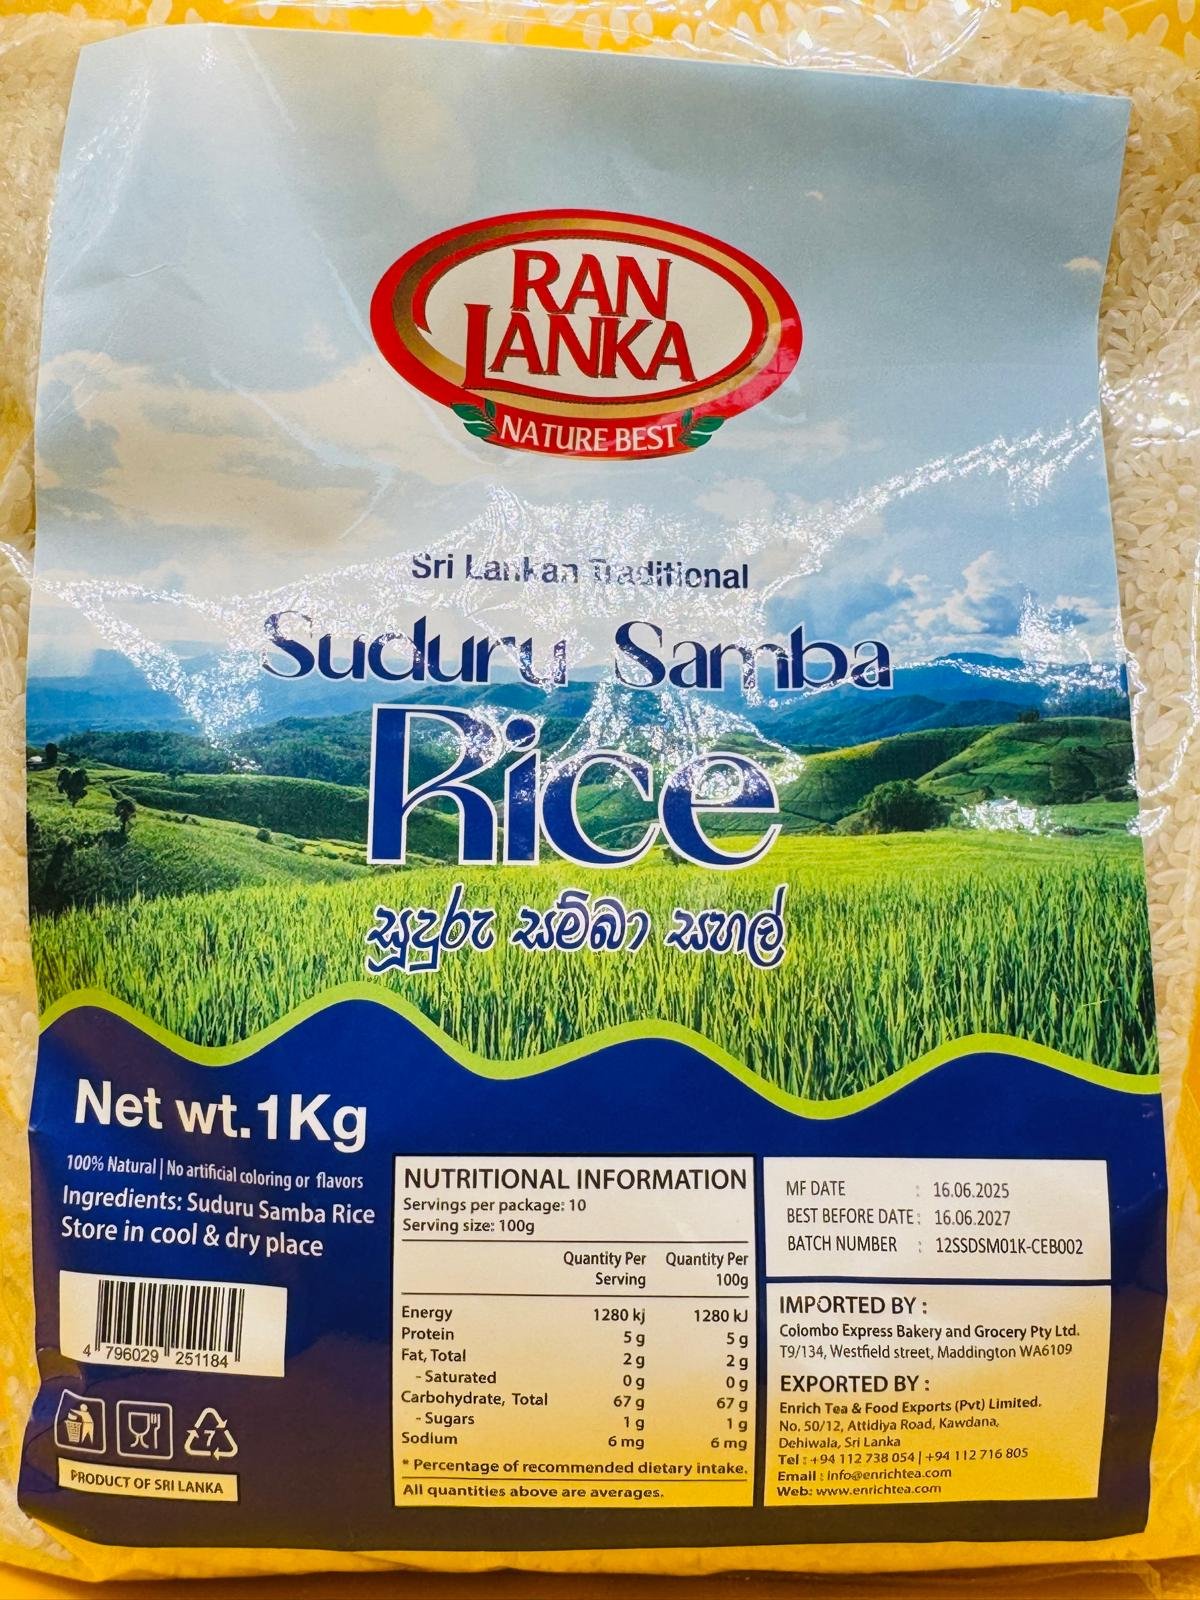 RAN
LANKA
NATURE BEST
Sri Lankan Traditional
Suduru Samba
Rice
සූදුරු සම්බා සහල්
Net wt.1Kg
100% Natural | No artificial coloring or flavors
Ingredients: Suduru Samba Rice
Store in cool & dry place
4 796029 251184
7
PRODUCT OF SRI LANKA
NUTRITIONAL INFORMATION
Servings per package: 10
Serving size: 100g
Quantity Per Serving Quantity Per 100g
Energy 1280 kj 1280 kJ
Protein 5 g 5 g
Fat, Total 2 g 2 g
- Saturated 0 g 0 g
Carbohydrate, Total 67 g 67 g
- Sugars 1 g 1 g
Sodium 6 mg 6 mg
* Percentage of recommended dietary intake.
All quantities above are averages.
MF DATE : 16.06.2025
BEST BEFORE DATE : 16.06.2027
BATCH NUMBER : 12SSDSM01K-CEB002
IMPORTED BY :
Colombo Express Bakery and Grocery Pty Ltd.
T9/134, Westfield street, Maddington WA6109
EXPORTED BY :
Enrich Tea & Food Exports (Pvt) Limited.
No. 50/12, Attidiya Road, Kawdana,
Dehiwala, Sri Lanka
Tel : +94 112 738 054 | +94 112 716 805
Email : Info@enrichtea.com
Web: www.enrichtea.com